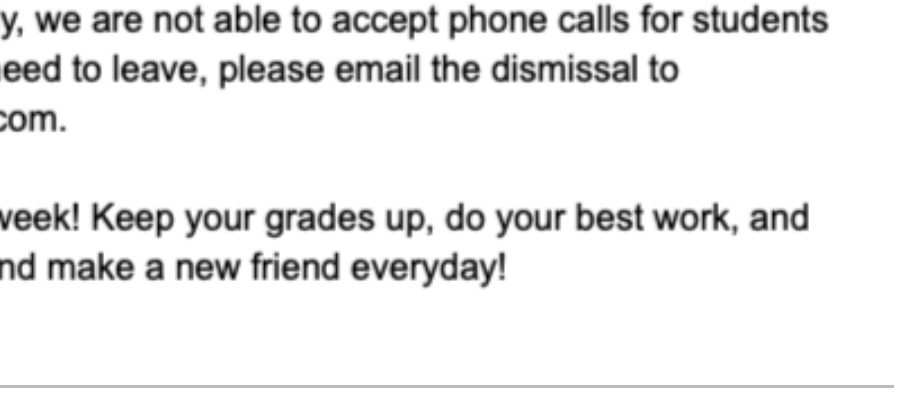 y, we are not able to accept phone calls for students
eed to leave, please email the dismissal to
com.
week! Keep your grades up, do your best work, and
nd make a new friend everyday!